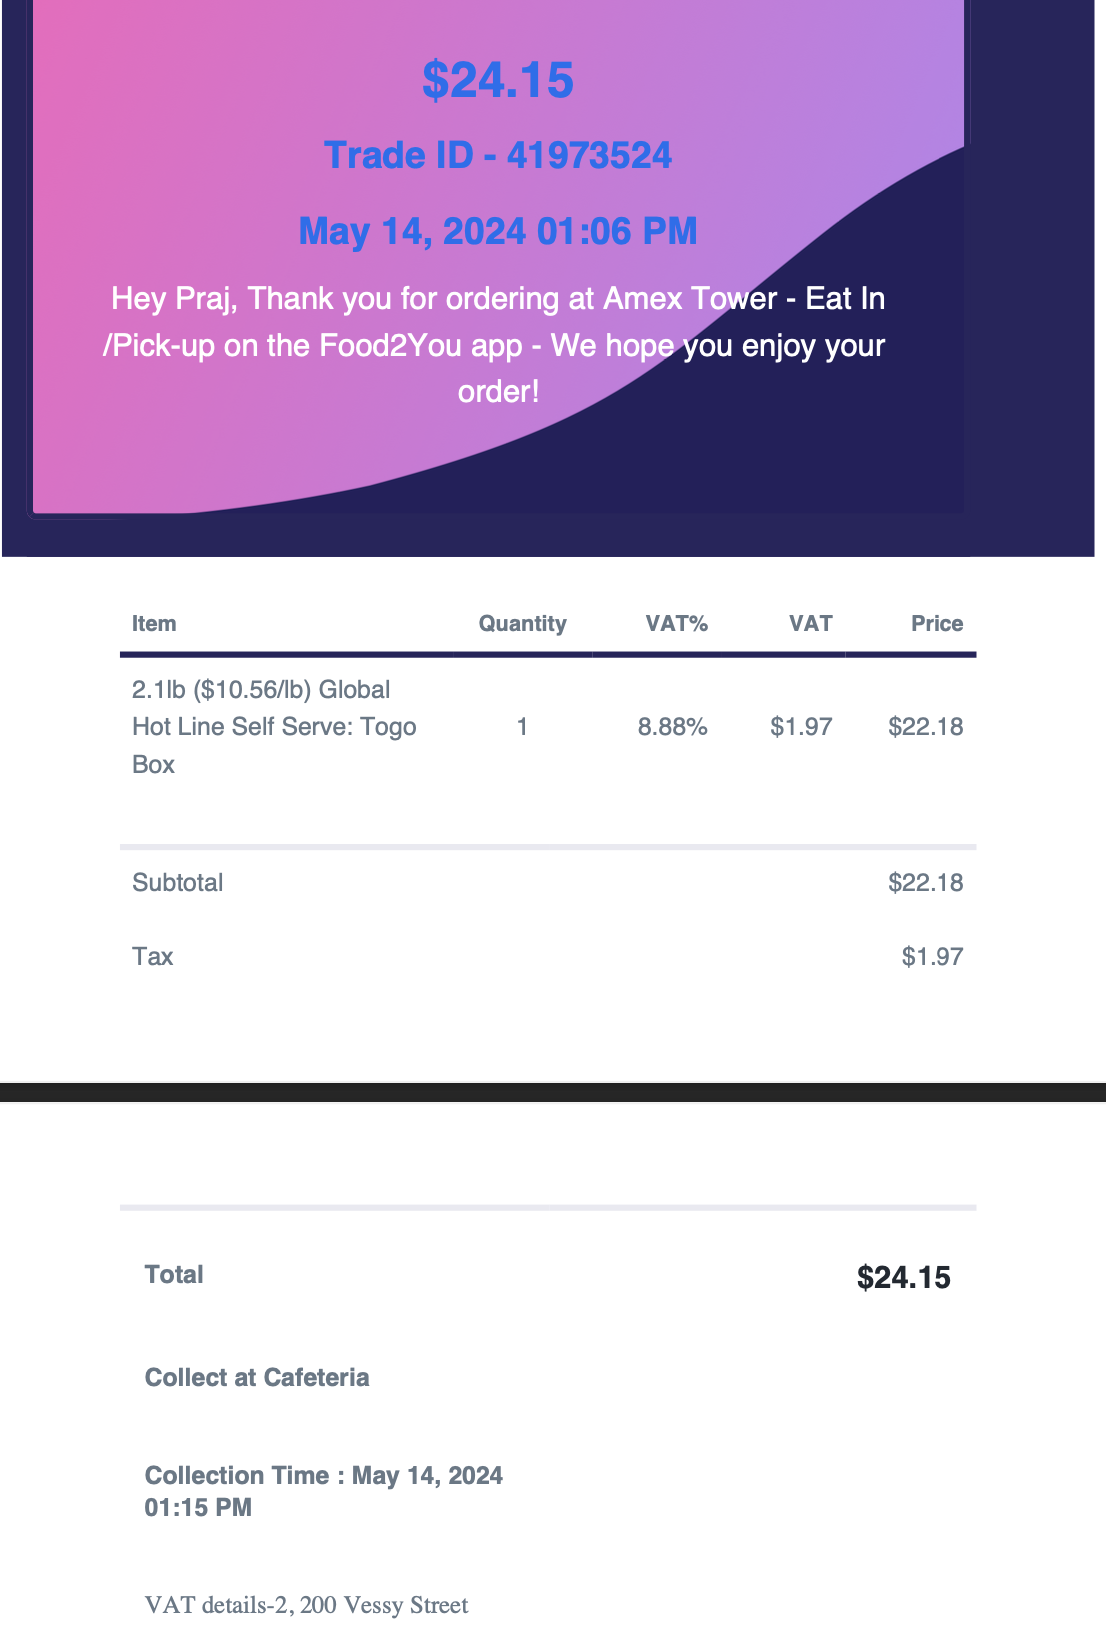 $24.15
Trade ID - 41973524
May 14, 2024 01:06 PM
Hey Praj, Thank you for ordering at Amex Tower - Eat In
/Pick-up on the Food2You app - We hope you enjoy your
order!
Item Quantity VAT% VAT Price
2.1lb ($10.56/lb) Global
Hot Line Self Serve: Togo 1 8.88% $1.97 $22.18
Box
Subtotal $22.18
Tax $1.97
Total $24.15
Collect at Cafeteria
Collection Time : May 14, 2024
01:15 PM
VAT details-2, 200 Vessy Street